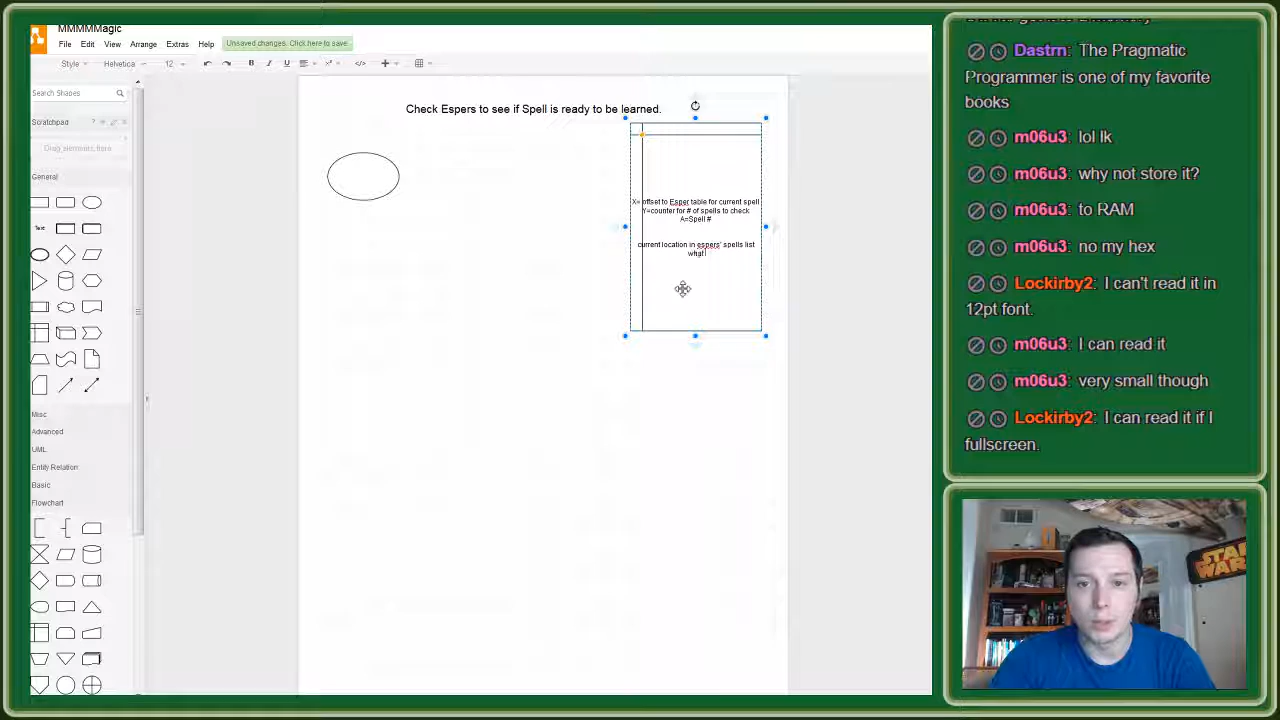 MMMMMagic
File Edit View Arrange Extras Help Unsaved changes. Click here to save.
Style Helvetica 12 B I U
Search Shapes
Scratchpad
Drag elements here
General
Text
Misc
Advanced
UML
Entity Relation
Basic
Flowchart
Check Espers to see if Spell is ready to be learned.
X= offset to Esper table for current spell
Y=counter for # of spells to check
A=Spell #
current location in espers' spells list
what
Dastrn: The Pragmatic
Programmer is one of my favorite
books
m06u3: lol Ik
m06u3: why not store it?
m06u3: to RAM
m06u3: no my hex
Lockirby2: I can't read it in
12pt font.
m06u3: I can read it
m06u3: very small though
Lockirby2: I can read it if I
fullscreen.
STAR
WARS